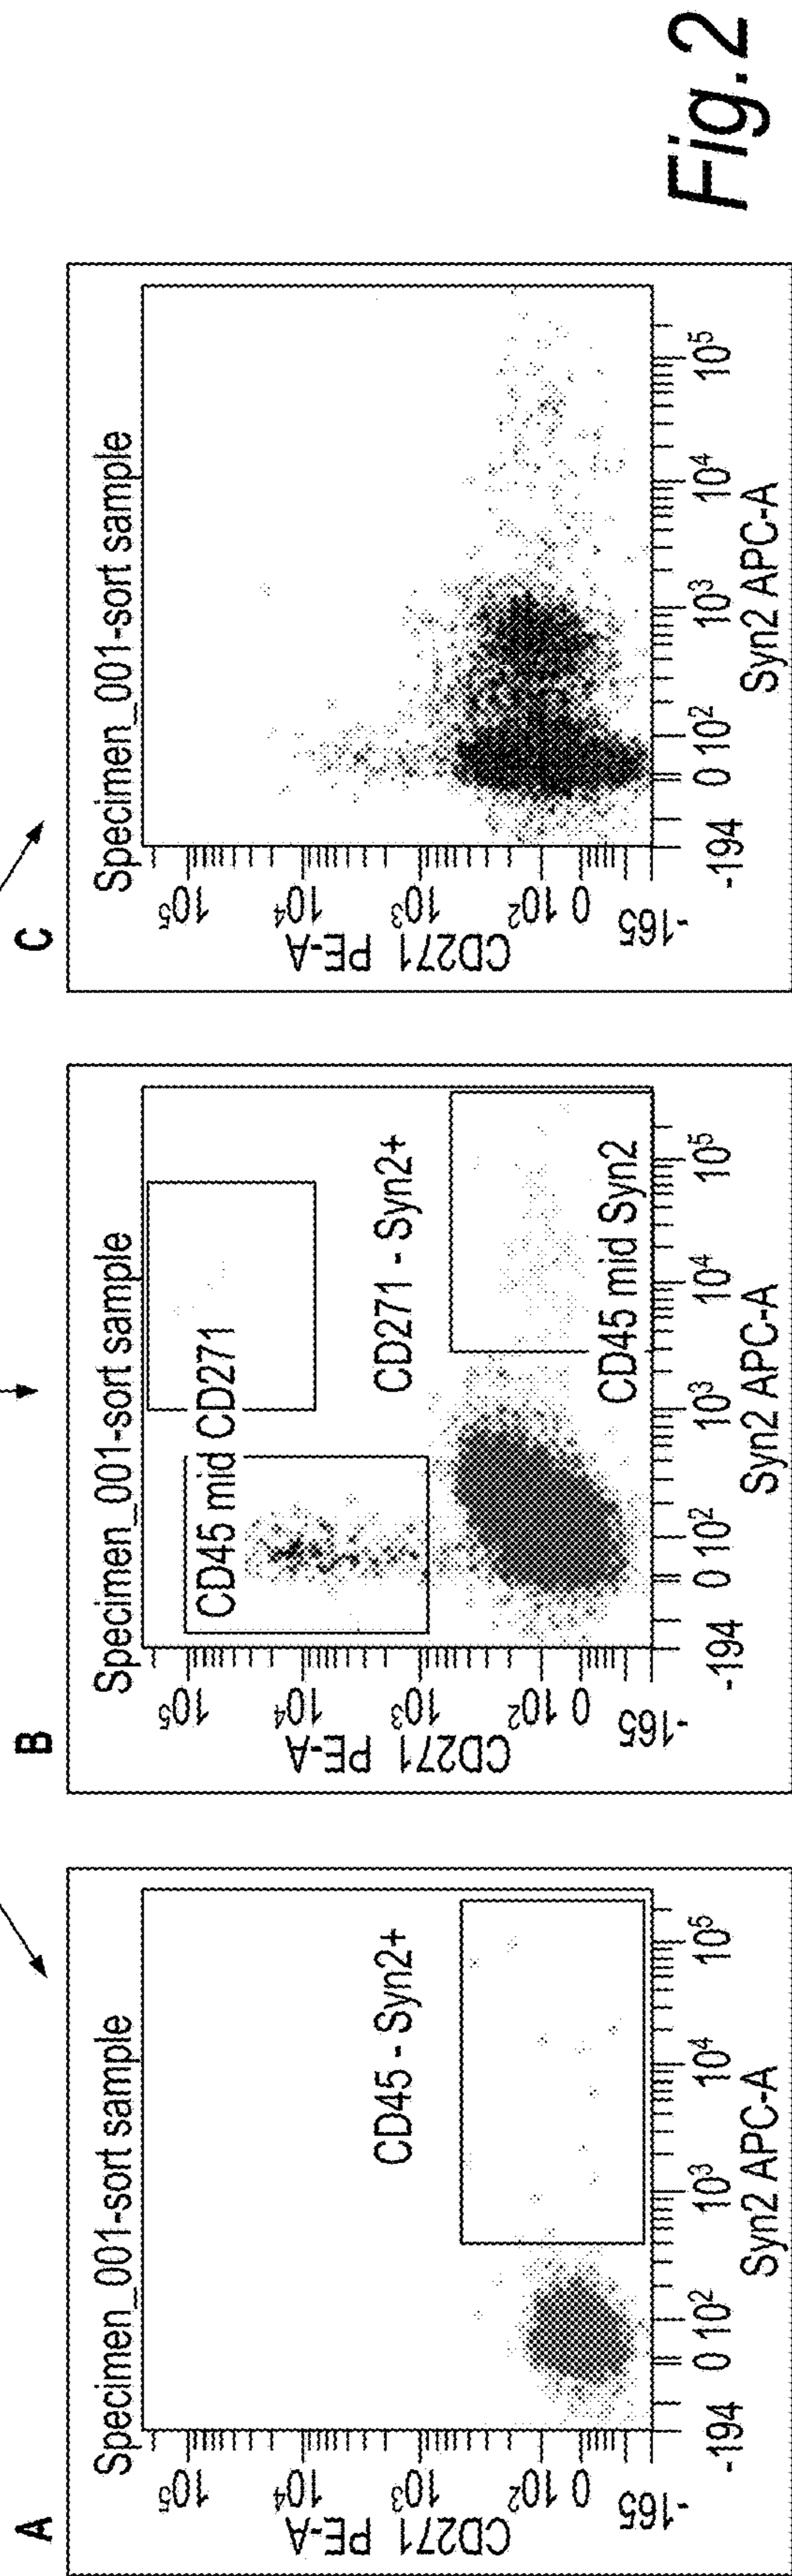 A
Specimen_001-sort sample
CD271 PE-A
10⁵
10⁴
10³
10²
0
-165
CD45 - Syn2+
-194
0 10²
10³
10⁴
10⁵
Syn2 APC-A
B
Specimen_001-sort sample
CD271 PE-A
10⁵
10⁴
10³
10²
0
-165
CD45 mid CD271
CD271 - Syn2+
CD45 mid Syn2
-194
0 10²
10³
10⁴
10⁵
Syn2 APC-A
C
Specimen_001-sort sample
CD271 PE-A
10⁵
10⁴
10³
10²
0
-165
-194
0 10²
10³
10⁴
10⁵
Syn2 APC-A
Fig.2